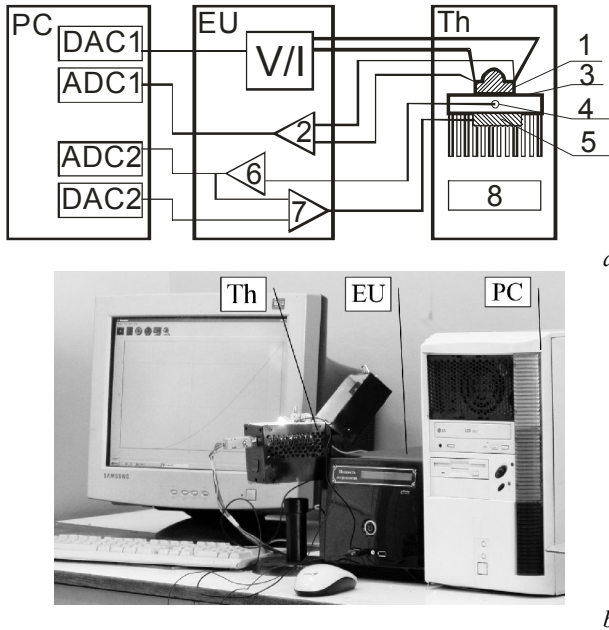 PC EU Th
DAC1
V/I
1
ADC1
3
2
4
ADC2
5
6
DAC2
7
8
a
Th EU PC
SAMSUNG
b